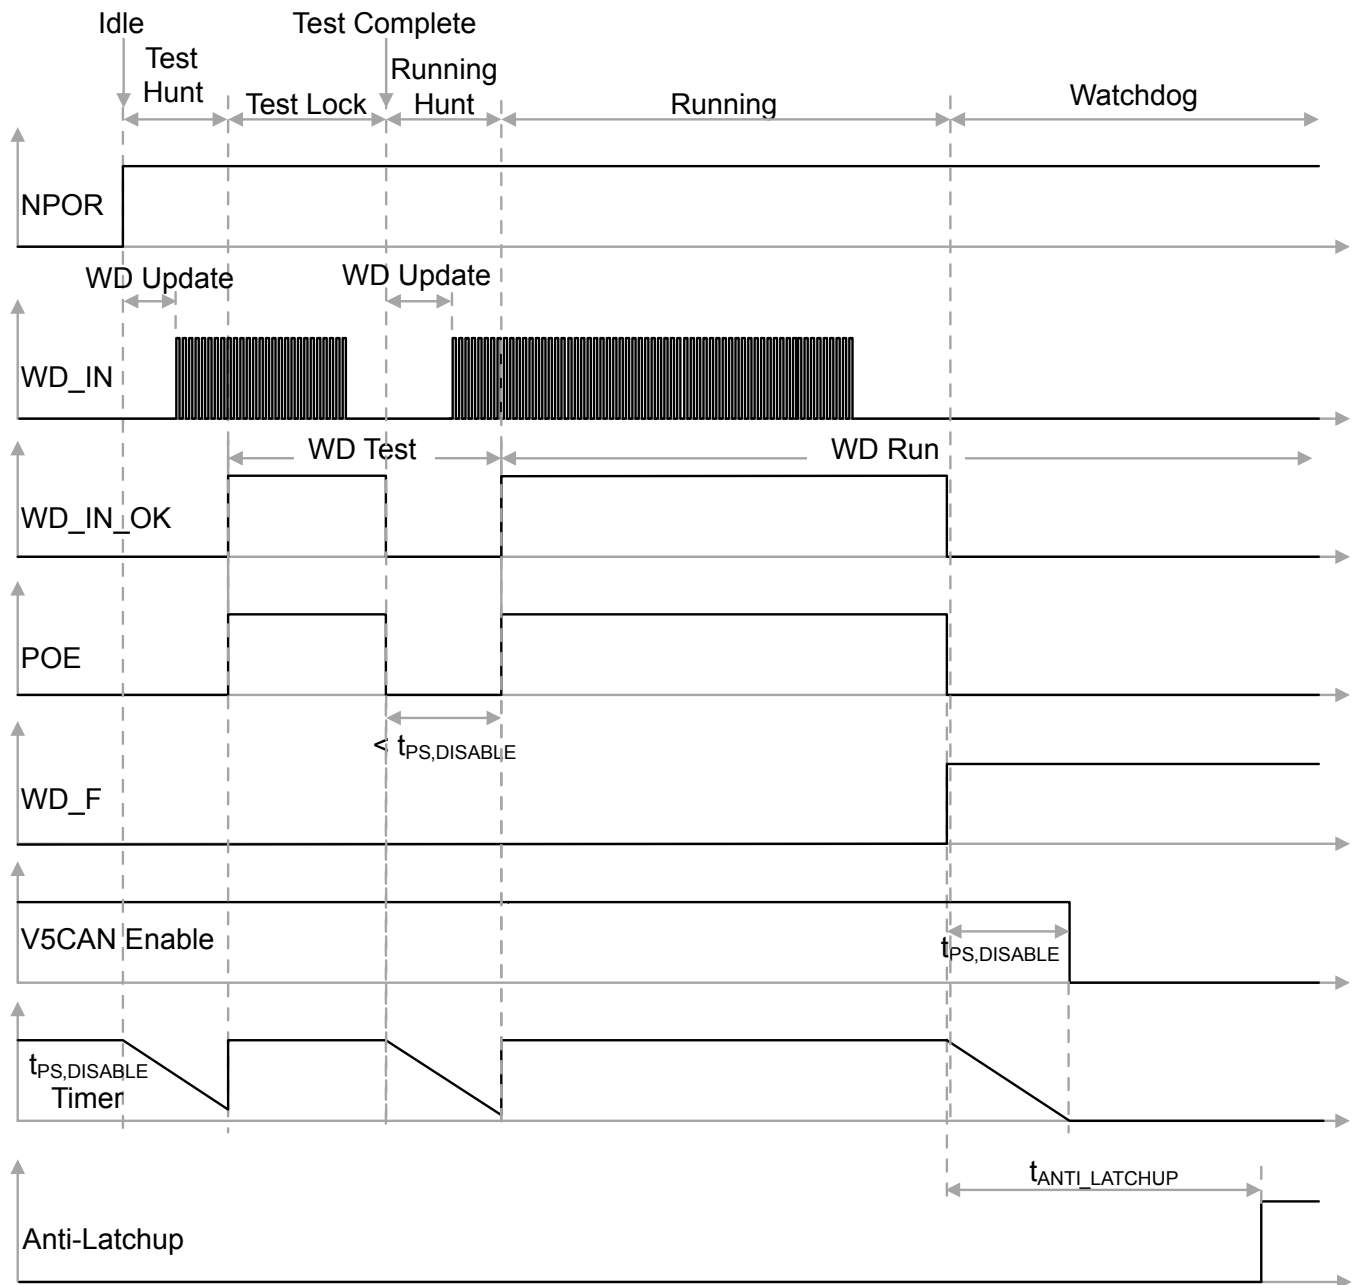 Idle
Test Complete
Test
Hunt
Test Lock
Running
Hunt
Running
Watchdog
NPOR
WD Update
WD Update
WD_IN
WD Test
WD Run
WD_IN_OK
POE
< tPS,DISABLE
WD_F
V5CAN Enable
tPS,DISABLE
tPS,DISABLE
Timer
tANTI_LATCHUP
Anti-Latchup